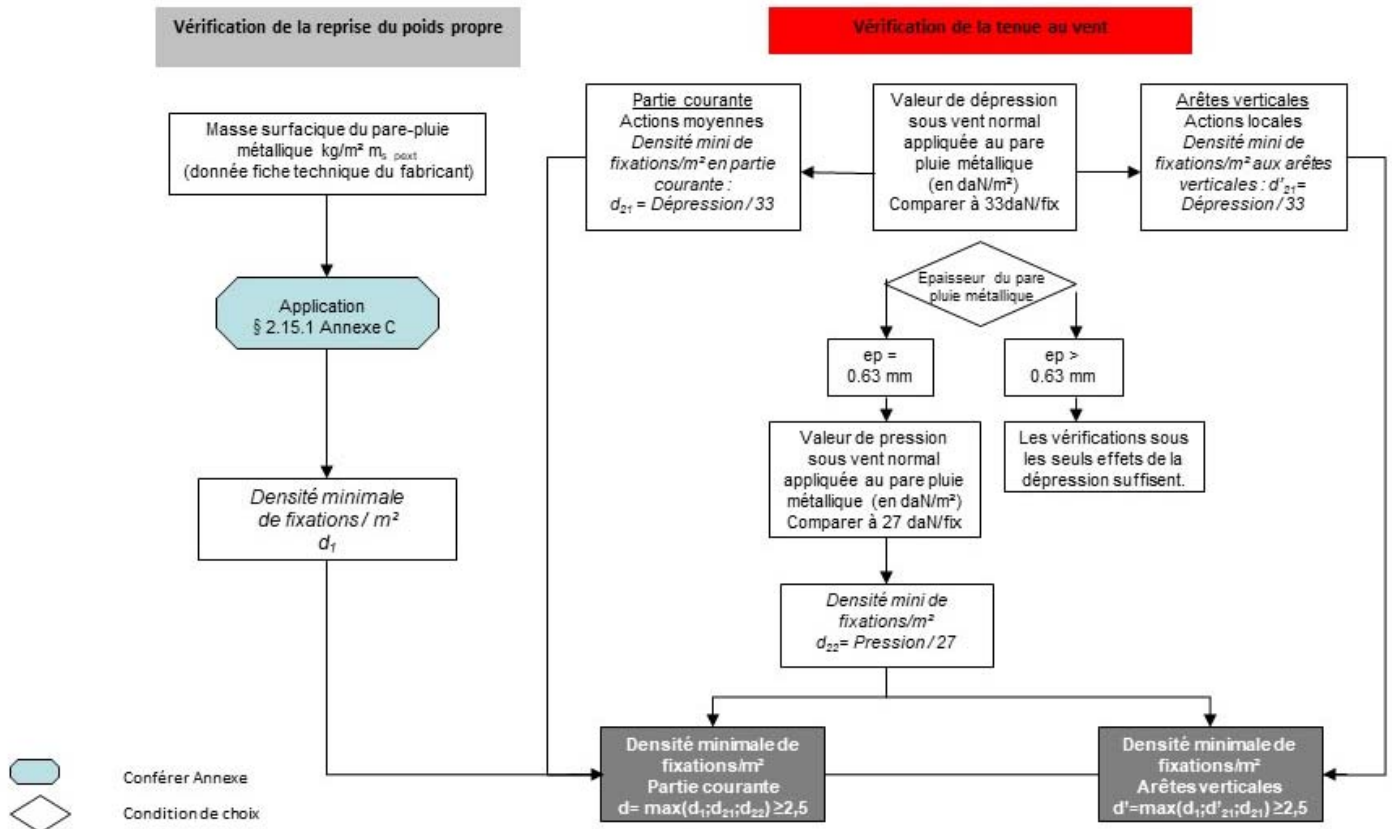 Vérification de la reprise du poids propre
Vérification de la tenue au vent
Masse surfacique du pare-pluie
métallique kg/m² ms pext
(donnée fiche technique du fabricant)
Application
§ 2.15.1 Annexe C
Densité minimale
de fixations / m²
d1
Partie courante
Actions moyennes
Densité mini de
fixations/m² en partie
courante :
d21 = Dépression / 33
Valeur de dépression
sous vent normal
appliquée au pare
pluie métallique
(en daN/m²)
Comparer à 33daN/fix
Arêtes verticales
Actions locales
Densité mini de
fixations/m² aux arêtes
verticales : d'21=
Dépression / 33
Epaisseur du pare
pluie métallique
ep =
0.63 mm
ep >
0.63 mm
Valeur de pression
sous vent normal
appliquée au pare pluie
métallique (en daN/m²)
Comparer à 27 daN/fix
Les vérifications sous
les seuls effets de la
dépression suffisent.
Densité mini de
fixations/m²
d22= Pression / 27
Densité minimale de
fixations/m²
Partie courante
d= max(d1;d21;d22) ≥2,5
Densité minimale de
fixations/m²
Arêtes verticales
d'=max(d1;d'21;d21) ≥2,5
Conférer Annexe
Condition de choix